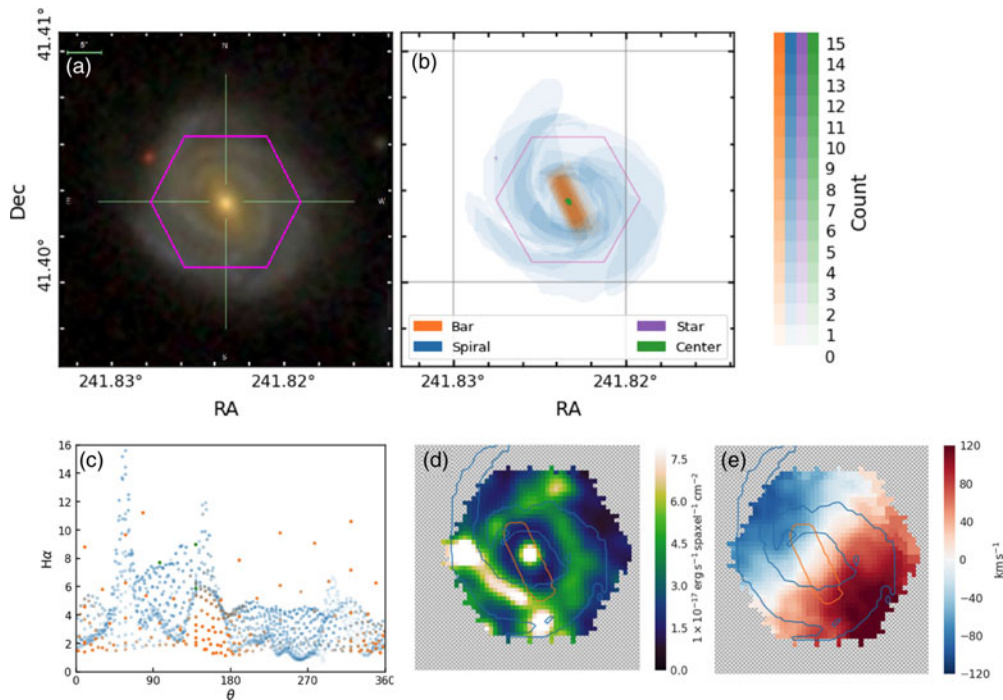 41.41°
(a)
5"
N
E
W
S
41.40°
Dec
241.83°
241.82°
RA
(b)
Bar
Spiral
Star
Center
241.83°
241.82°
RA
15
14
13
12
11
10
9
8
7
6
5
4
3
2
1
0
Count
(c)
16
14
12
10
8
6
4
2
0
Hα
0
90
180
270
360
θ
(d)
7.5
6.0
4.5
3.0
1.5
0.0
1 × 10⁻¹⁷ erg s⁻¹ spaxel⁻¹ cm⁻²
(e)
120
80
40
0
−40
−80
−120
km s⁻¹